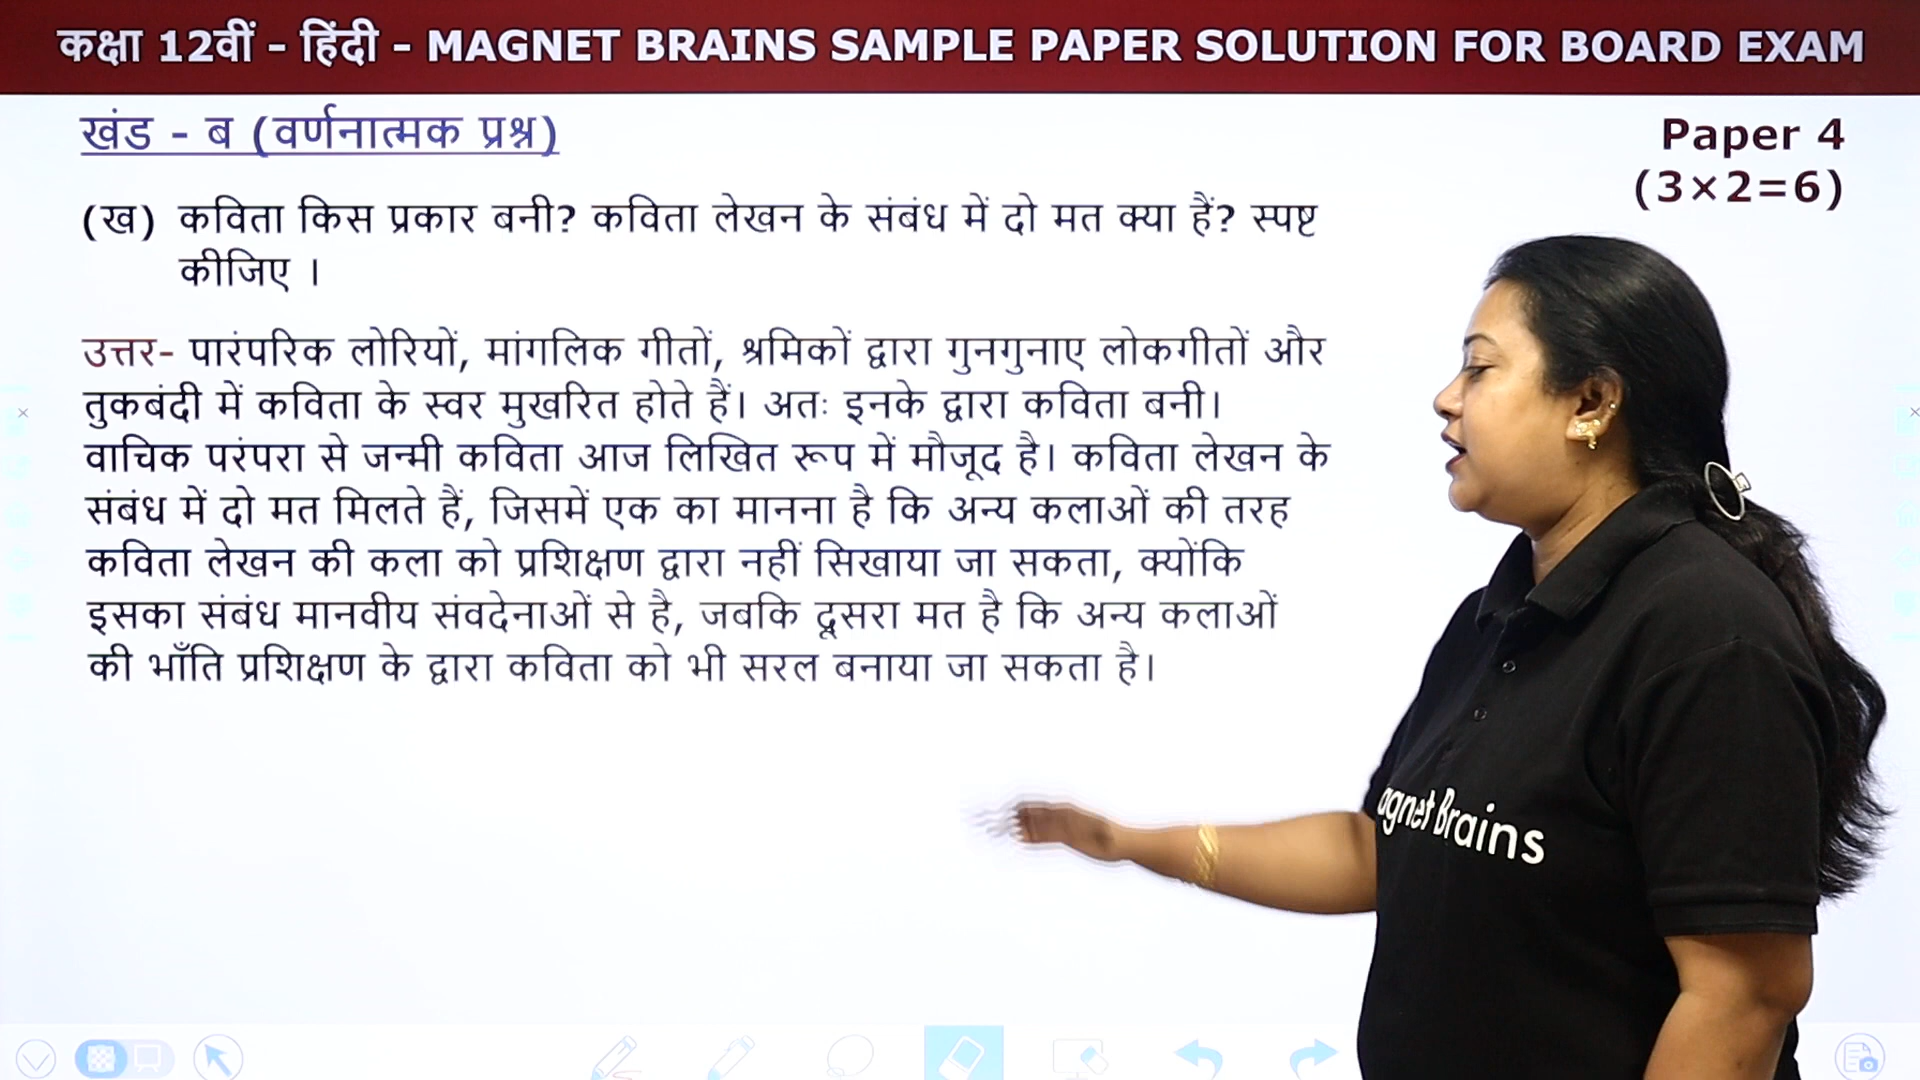 कक्षा 12वीं - हिंदी - MAGNET BRAINS SAMPLE PAPER SOLUTION FOR BOARD EXAM
खंड - ब (वर्णनात्मक प्रश्न)
Paper 4
(3×2=6)
(ख) कविता किस प्रकार बनी? कविता लेखन के संबंध में दो मत क्या हैं? स्पष्ट
कीजिए ।
उत्तर- पारंपरिक लोरियों, मांगलिक गीतों, श्रमिकों द्वारा गुनगुनाए लोकगीतों और
तुकबंदी में कविता के स्वर मुखरित होते हैं। अतः इनके द्वारा कविता बनी।
वाचिक परंपरा से जन्मी कविता आज लिखित रूप में मौजूद है। कविता लेखन के
संबंध में दो मत मिलते हैं, जिसमें एक का मानना है कि अन्य कलाओं की तरह
कविता लेखन की कला को प्रशिक्षण द्वारा नहीं सिखाया जा सकता, क्योंकि
इसका संबंध मानवीय संवदेनाओं से है, जबकि दूसरा मत है कि अन्य कलाओं
की भाँति प्रशिक्षण के द्वारा कविता को भी सरल बनाया जा सकता है।
agnet Brains